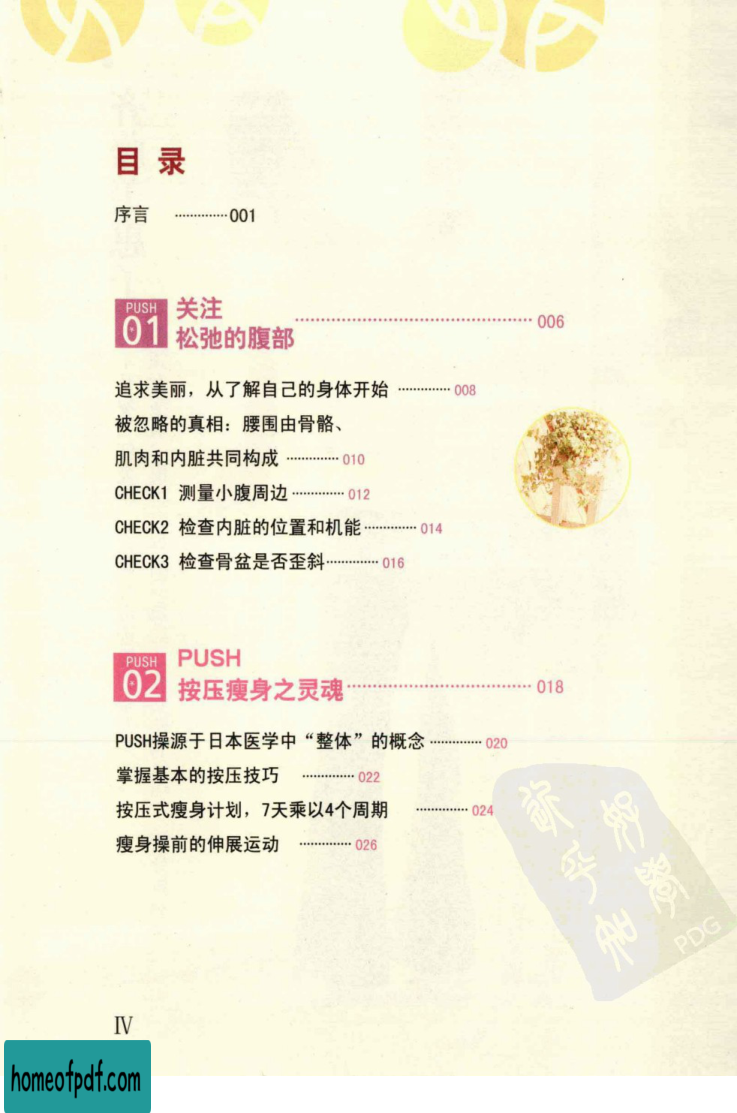 目 录
序言 ··············001
PUSH
01
关注
松弛的腹部 ·········································· 006
追求美丽，从了解自己的身体开始 ·············· 008
被忽略的真相：腰围由骨骼、
肌肉和内脏共同构成 ·············· 010
CHECK1 测量小腹周边 ·············· 012
CHECK2 检查内脏的位置和机能 ·············· 014
CHECK3 检查骨盆是否歪斜 ·············· 016
PUSH
02
PUSH
按压瘦身之灵魂 ································ 018
PUSH操源于日本医学中“整体”的概念 ·············· 020
掌握基本的按压技巧 ·············· 022
按压式瘦身计划，7天乘以4个周期 ·············· 024
瘦身操前的伸展运动 ·············· 026
PDG
IV
homeofpdf.com